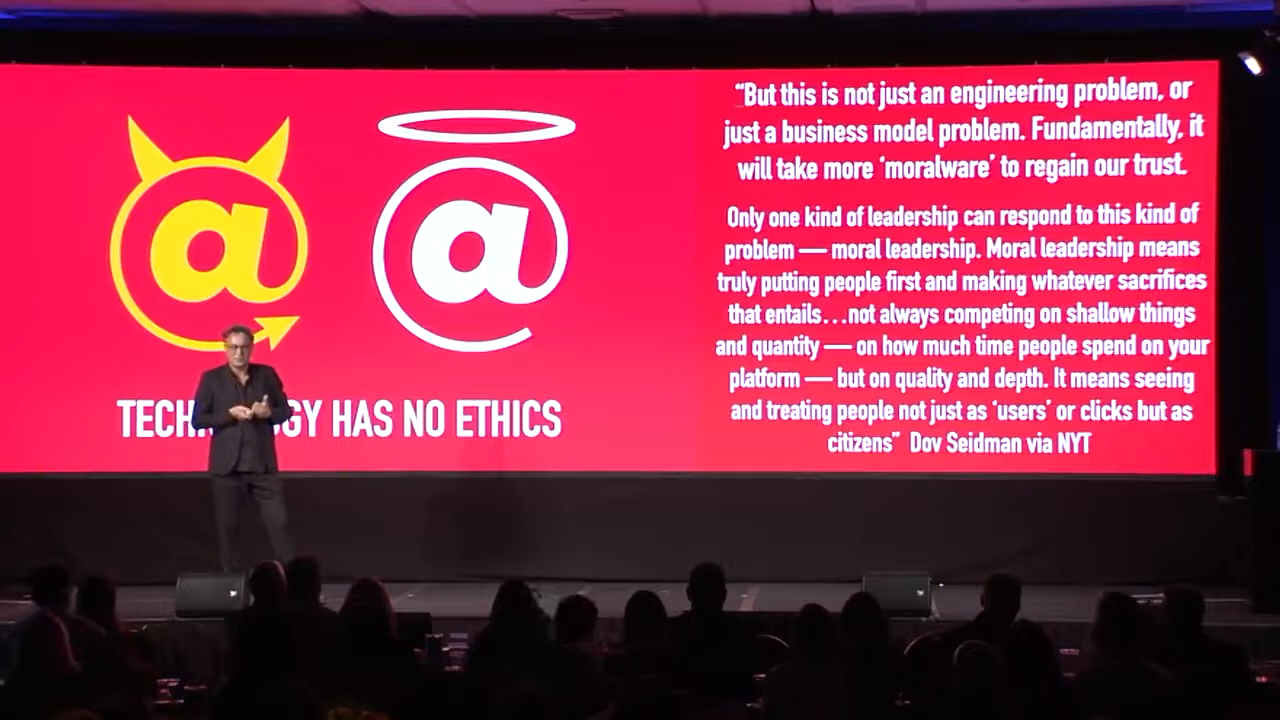 @ @
TECH OGY HAS NO ETHICS
“But this is not just an engineering problem, or
just a business model problem. Fundamentally, it
will take more ‘moralware’ to regain our trust.
Only one kind of leadership can respond to this kind of
problem — moral leadership. Moral leadership means
truly putting people first and making whatever sacrifices
that entails…not always competing on shallow things
and quantity — on how much time people spend on your
platform — but on quality and depth. It means seeing
and treating people not just as ‘users’ or clicks but as
citizens” Dov Seidman via NYT